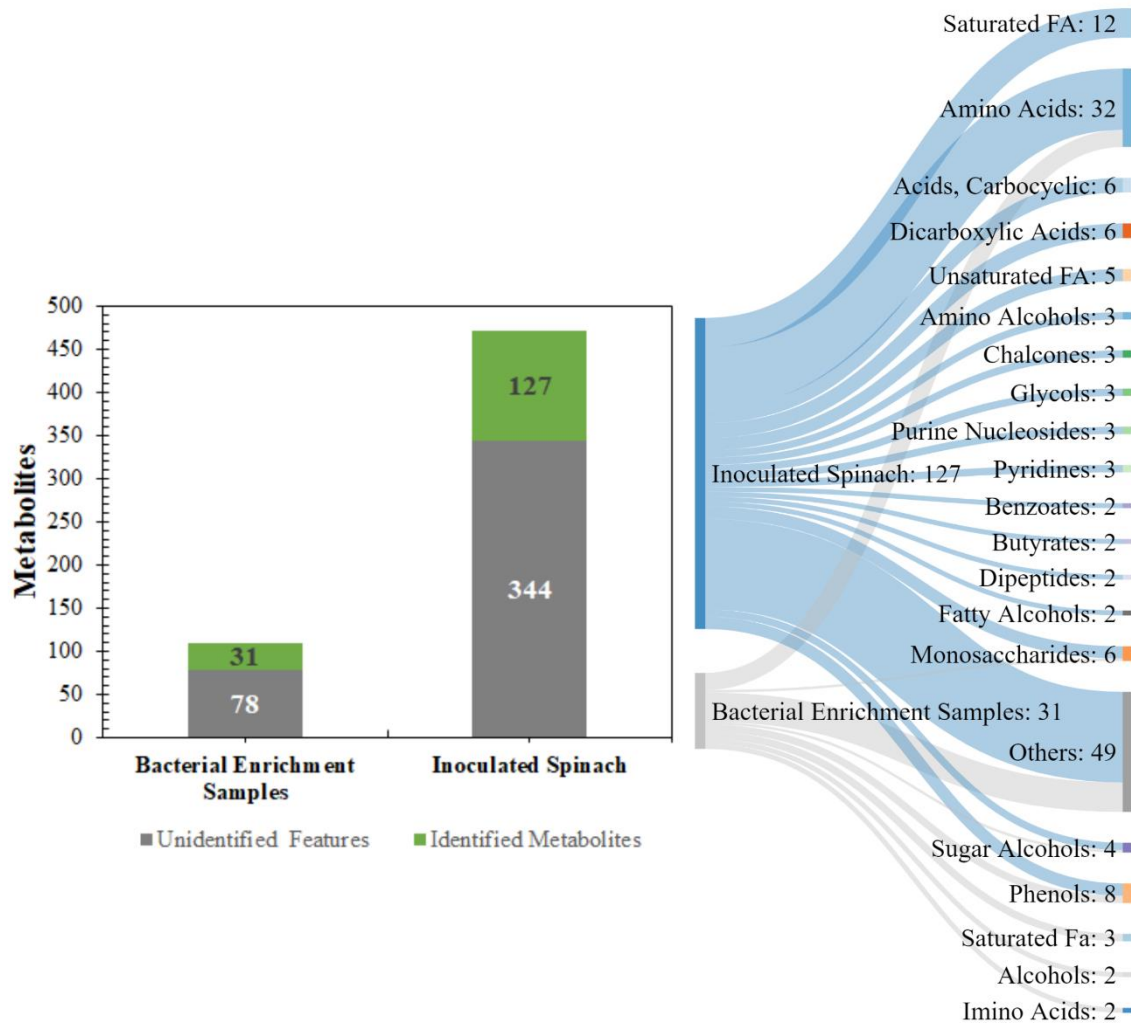 500
450
400
350
300
250
200
150
100
50
0
Metabolites
127
344
31
78
Bacterial Enrichment
Samples
Inoculated Spinach
Unidentified Features
Identified Metabolites
Inoculated Spinach: 127
Bacterial Enrichment Samples: 31
Saturated FA: 12
Amino Acids: 32
Acids, Carbocyclic: 6
Dicarboxylic Acids: 6
Unsaturated FA: 5
Amino Alcohols: 3
Chalcones: 3
Glycols: 3
Purine Nucleosides: 3
Pyridines: 3
Benzoates: 2
Butyrates: 2
Dipeptides: 2
Fatty Alcohols: 2
Monosaccharides: 6
Others: 49
Sugar Alcohols: 4
Phenols: 8
Saturated Fa: 3
Alcohols: 2
Imino Acids: 2